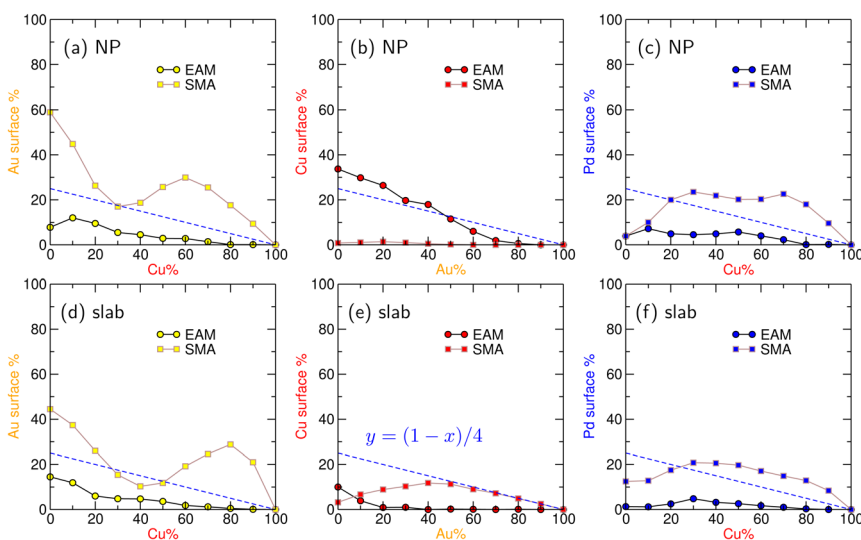 (a) NP
EAM
SMA
Au surface %
100
80
60
40
20
0
0 20 40 60 80 100
Cu%
(b) NP
EAM
SMA
Cu surface %
100
80
60
40
20
0
0 20 40 60 80 100
Au%
(c) NP
EAM
SMA
Pd surface %
100
80
60
40
20
0
0 20 40 60 80 100
Cu%
(d) slab
EAM
SMA
Au surface %
100
80
60
40
20
0
0 20 40 60 80 100
Cu%
(e) slab
EAM
SMA
y = (1 − x)/4
Cu surface %
100
80
60
40
20
0
0 20 40 60 80 100
Au%
(f) slab
EAM
SMA
Pd surface %
100
80
60
40
20
0
0 20 40 60 80 100
Cu%